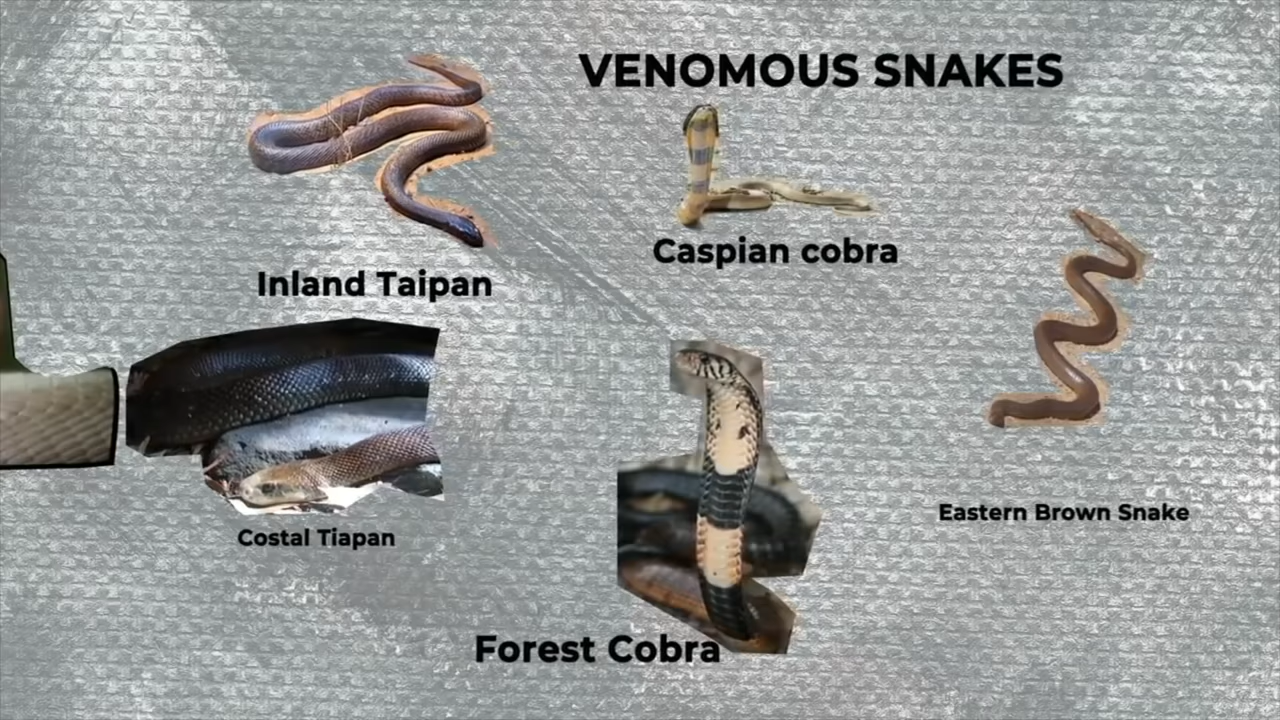 VENOMOUS SNAKES
Inland Taipan
Caspian cobra
Costal Tiapan
Eastern Brown Snake
Forest Cobra